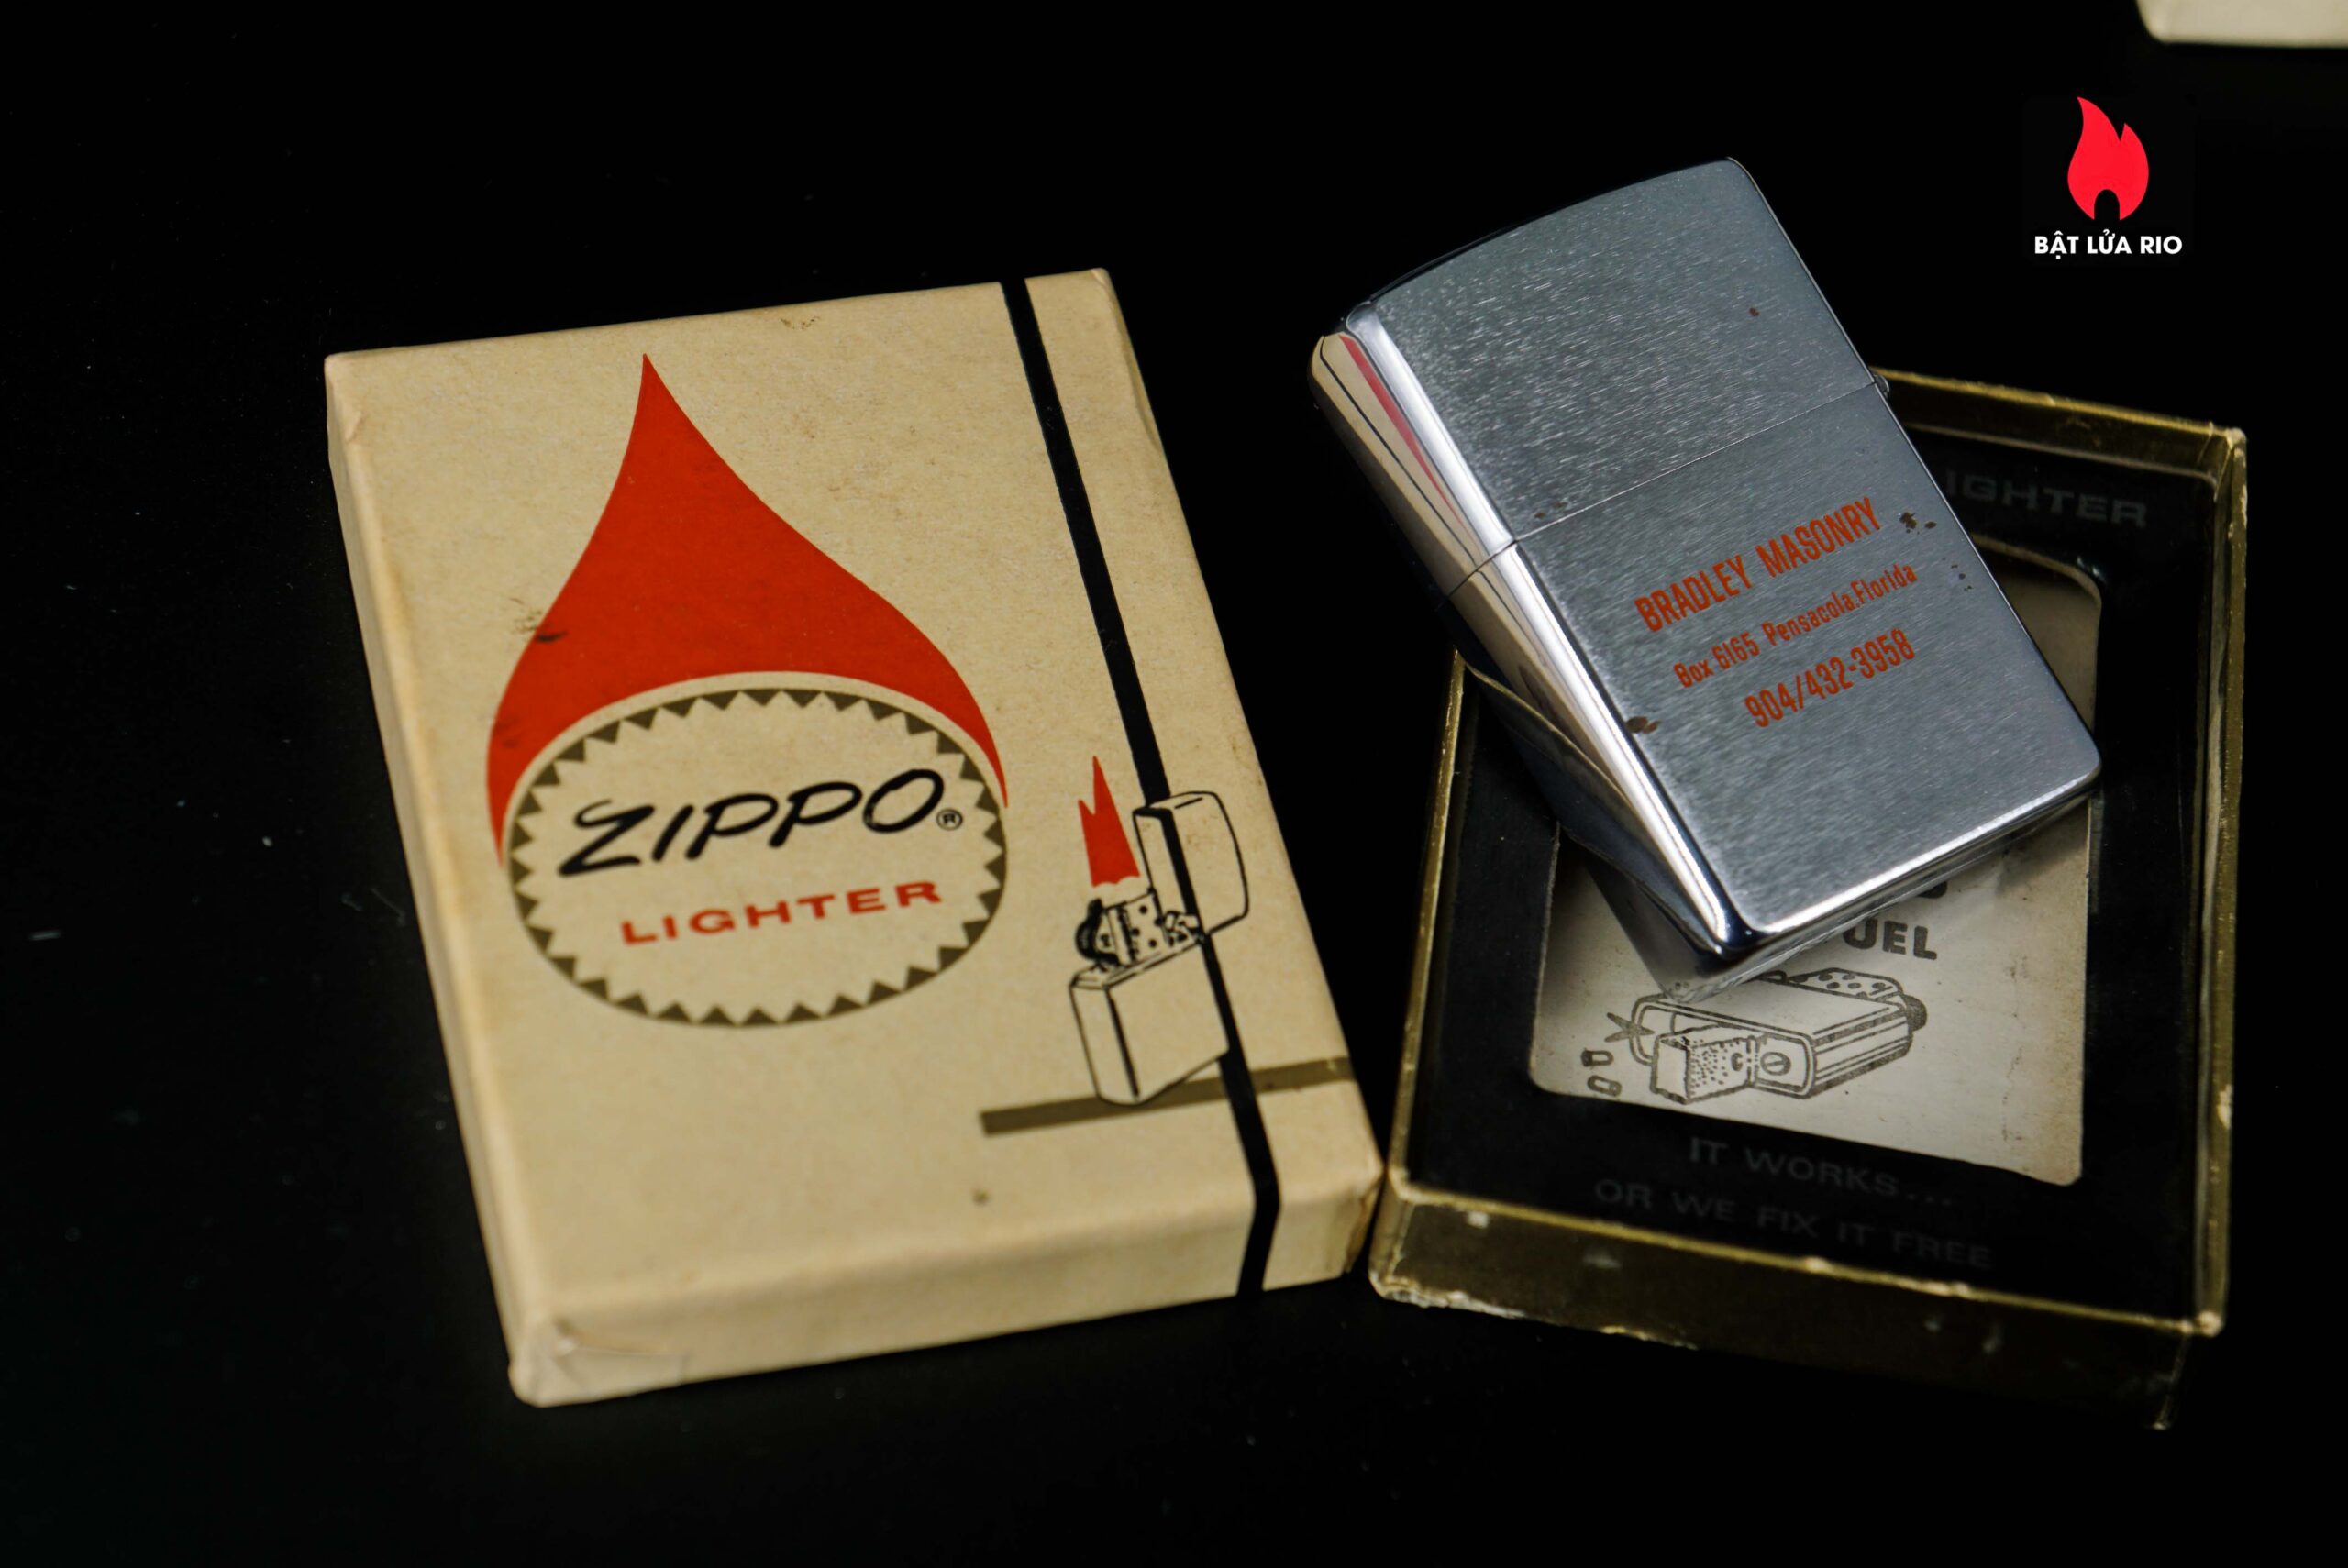 BẬT LỬA RIO
ZIPPO®
LIGHTER
BRADLEY MASONRY
Box 6165 Pensacola,Florida
904/432-3958
IT WORKS...
OR WE FIX IT FREE